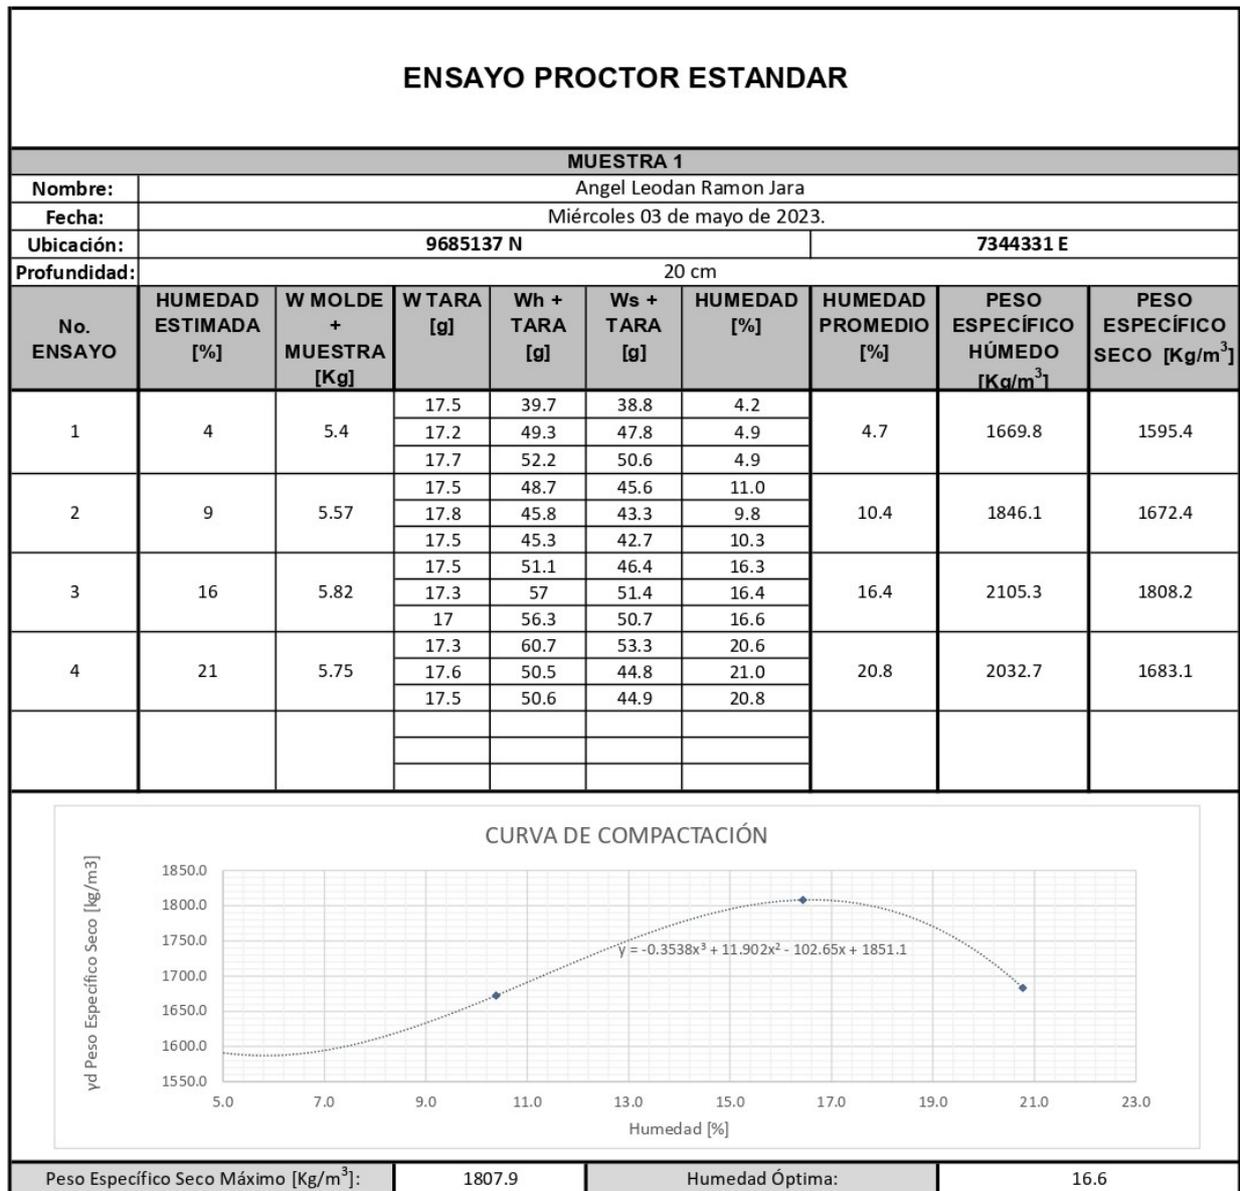 ENSAYO PROCTOR ESTANDAR
MUESTRA 1
Nombre: Angel Leodan Ramon Jara
Fecha: Miércoles 03 de mayo de 2023.
Ubicación: 9685137 N 7344331 E
Profundidad: 20 cm
No. ENSAYO HUMEDAD ESTIMADA [%] W MOLDE + MUESTRA [Kg] W TARA [g] Wh + TARA [g] Ws + TARA [g] HUMEDAD [%] HUMEDAD PROMEDIO [%] PESO ESPECÍFICO HÚMEDO [Kg/m³] PESO ESPECÍFICO SECO [Kg/m³]
17.5 39.7 38.8 4.2
1 4 5.4 17.2 49.3 47.8 4.9 4.7 1669.8 1595.4
17.7 52.2 50.6 4.9
17.5 48.7 45.6 11.0
2 9 5.57 17.8 45.8 43.3 9.8 10.4 1846.1 1672.4
17.5 45.3 42.7 10.3
17.5 51.1 46.4 16.3
3 16 5.82 17.3 57 51.4 16.4 16.4 2105.3 1808.2
17 56.3 50.7 16.6
17.3 60.7 53.3 20.6
4 21 5.75 17.6 50.5 44.8 21.0 20.8 2032.7 1683.1
17.5 50.6 44.9 20.8
CURVA DE COMPACTACIÓN
γd Peso Específico Seco [kg/m3]
1850.0
1800.0
1750.0
1700.0
1650.0
1600.0
1550.0
y = -0.3538x³ + 11.902x² - 102.65x + 1851.1
5.0 7.0 9.0 11.0 13.0 15.0 17.0 19.0 21.0 23.0
Humedad [%]
Peso Específico Seco Máximo [Kg/m³]: 1807.9 Humedad Óptima: 16.6